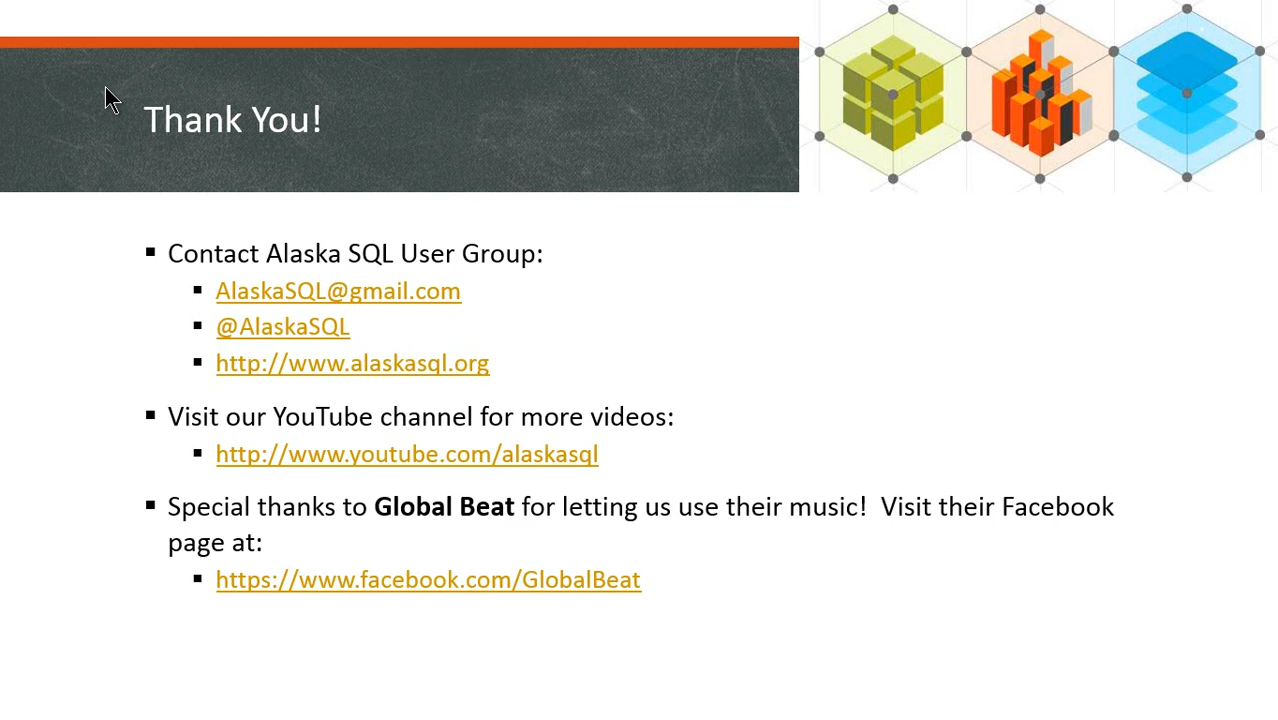 Thank You!
▪ Contact Alaska SQL User Group:
▪ AlaskaSQL@gmail.com
▪ @AlaskaSQL
▪ http://www.alaskasql.org
▪ Visit our YouTube channel for more videos:
▪ http://www.youtube.com/alaskasql
▪ Special thanks to Global Beat for letting us use their music!  Visit their Facebook
page at:
▪ https://www.facebook.com/GlobalBeat